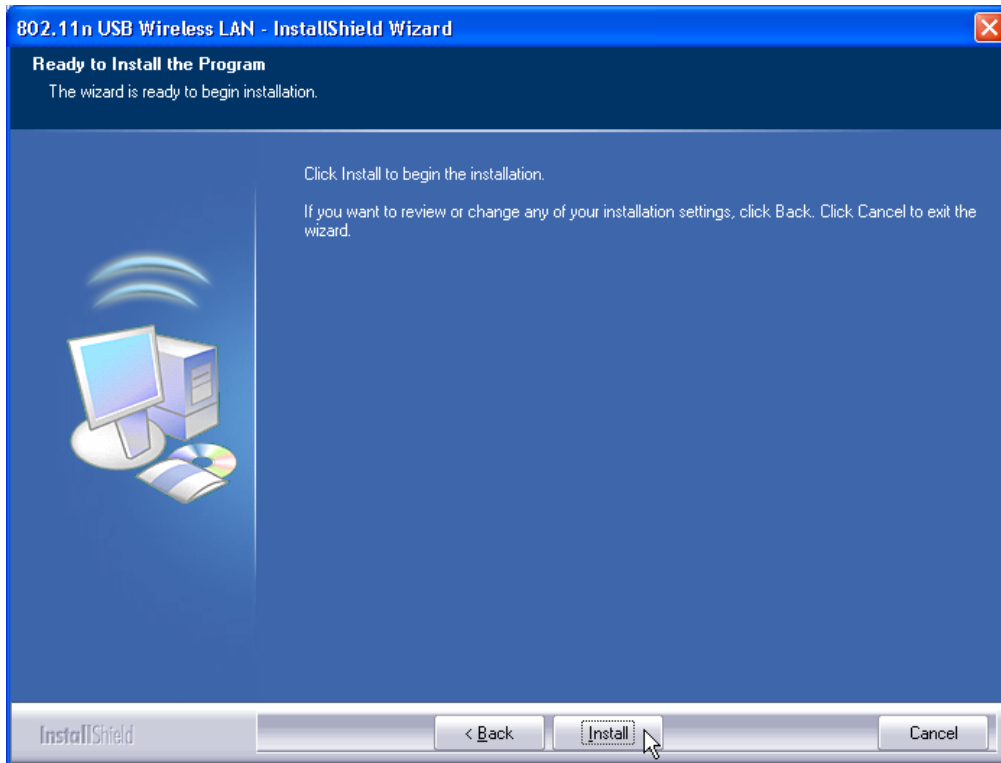 802.11n USB Wireless LAN - InstallShield Wizard
Ready to Install the Program
The wizard is ready to begin installation.
Click Install to begin the installation.
If you want to review or change any of your installation settings, click Back. Click Cancel to exit the
wizard.
InstallShield
< Back
Install
Cancel